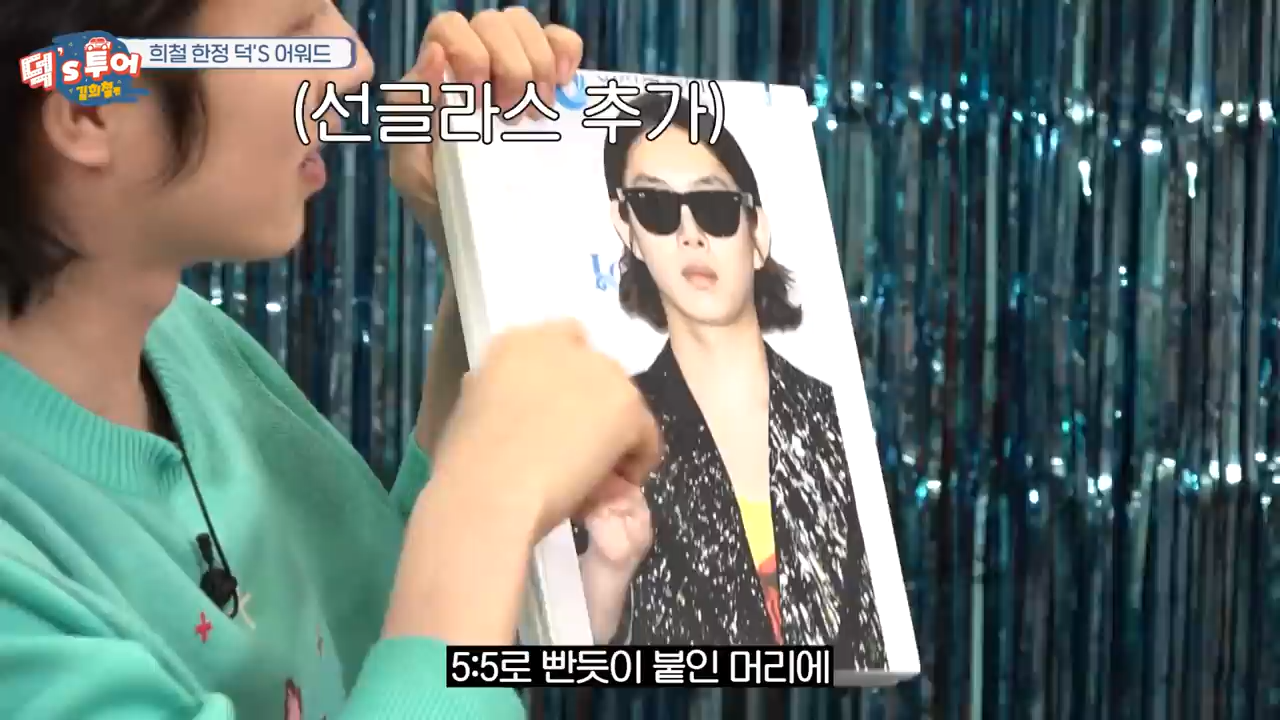 덕's 투어
김희철편
희철 한정 덕'S 어워드
(선글라스 추가)
5:5로 빤듯이 붙인 머리에